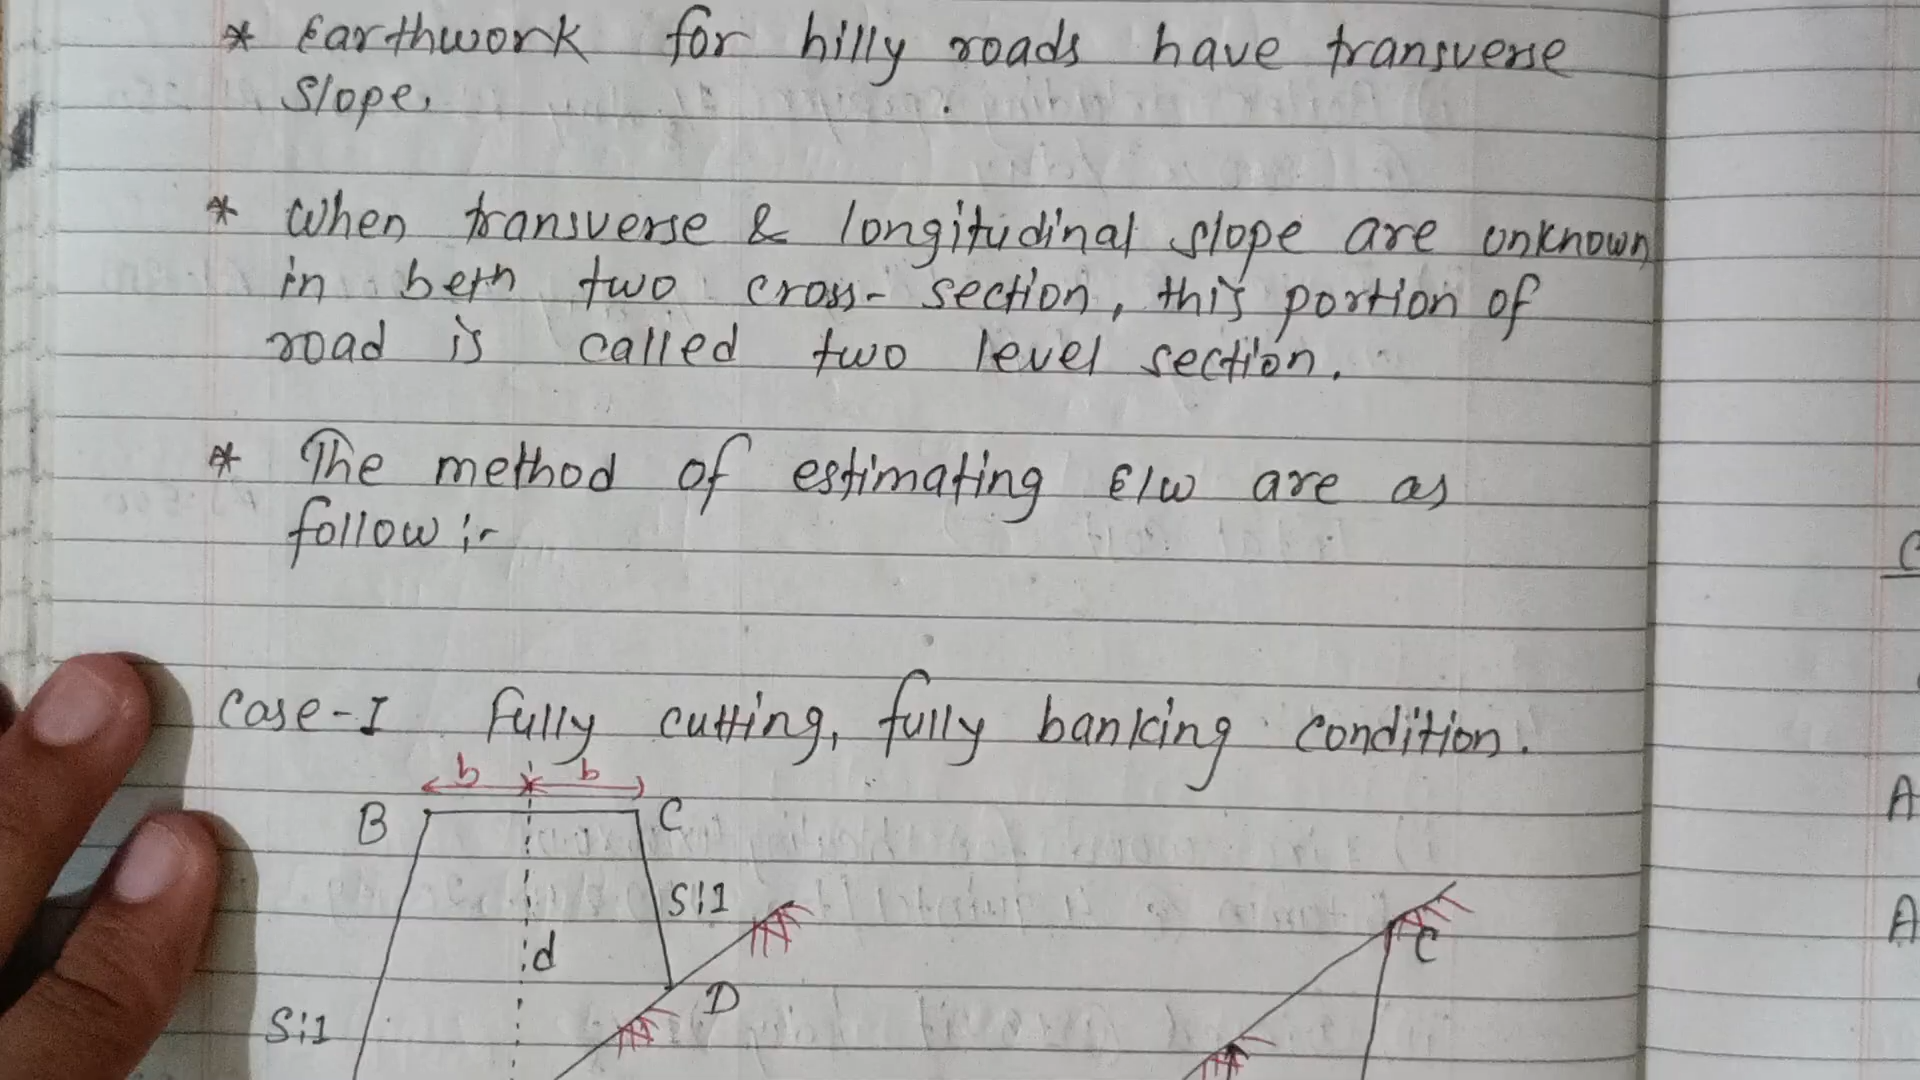 * Earthwork for hilly roads have transverse
slope.
* When transverse & longitudinal slope are unknown
in beth two cross-section, this portion of
road is called two level section.
* The method of estimating E/W are as
follow :-
Case-I Fully cutting, fully banking condition.
b b
B C
S:1
d
C
D
S:1
A
A